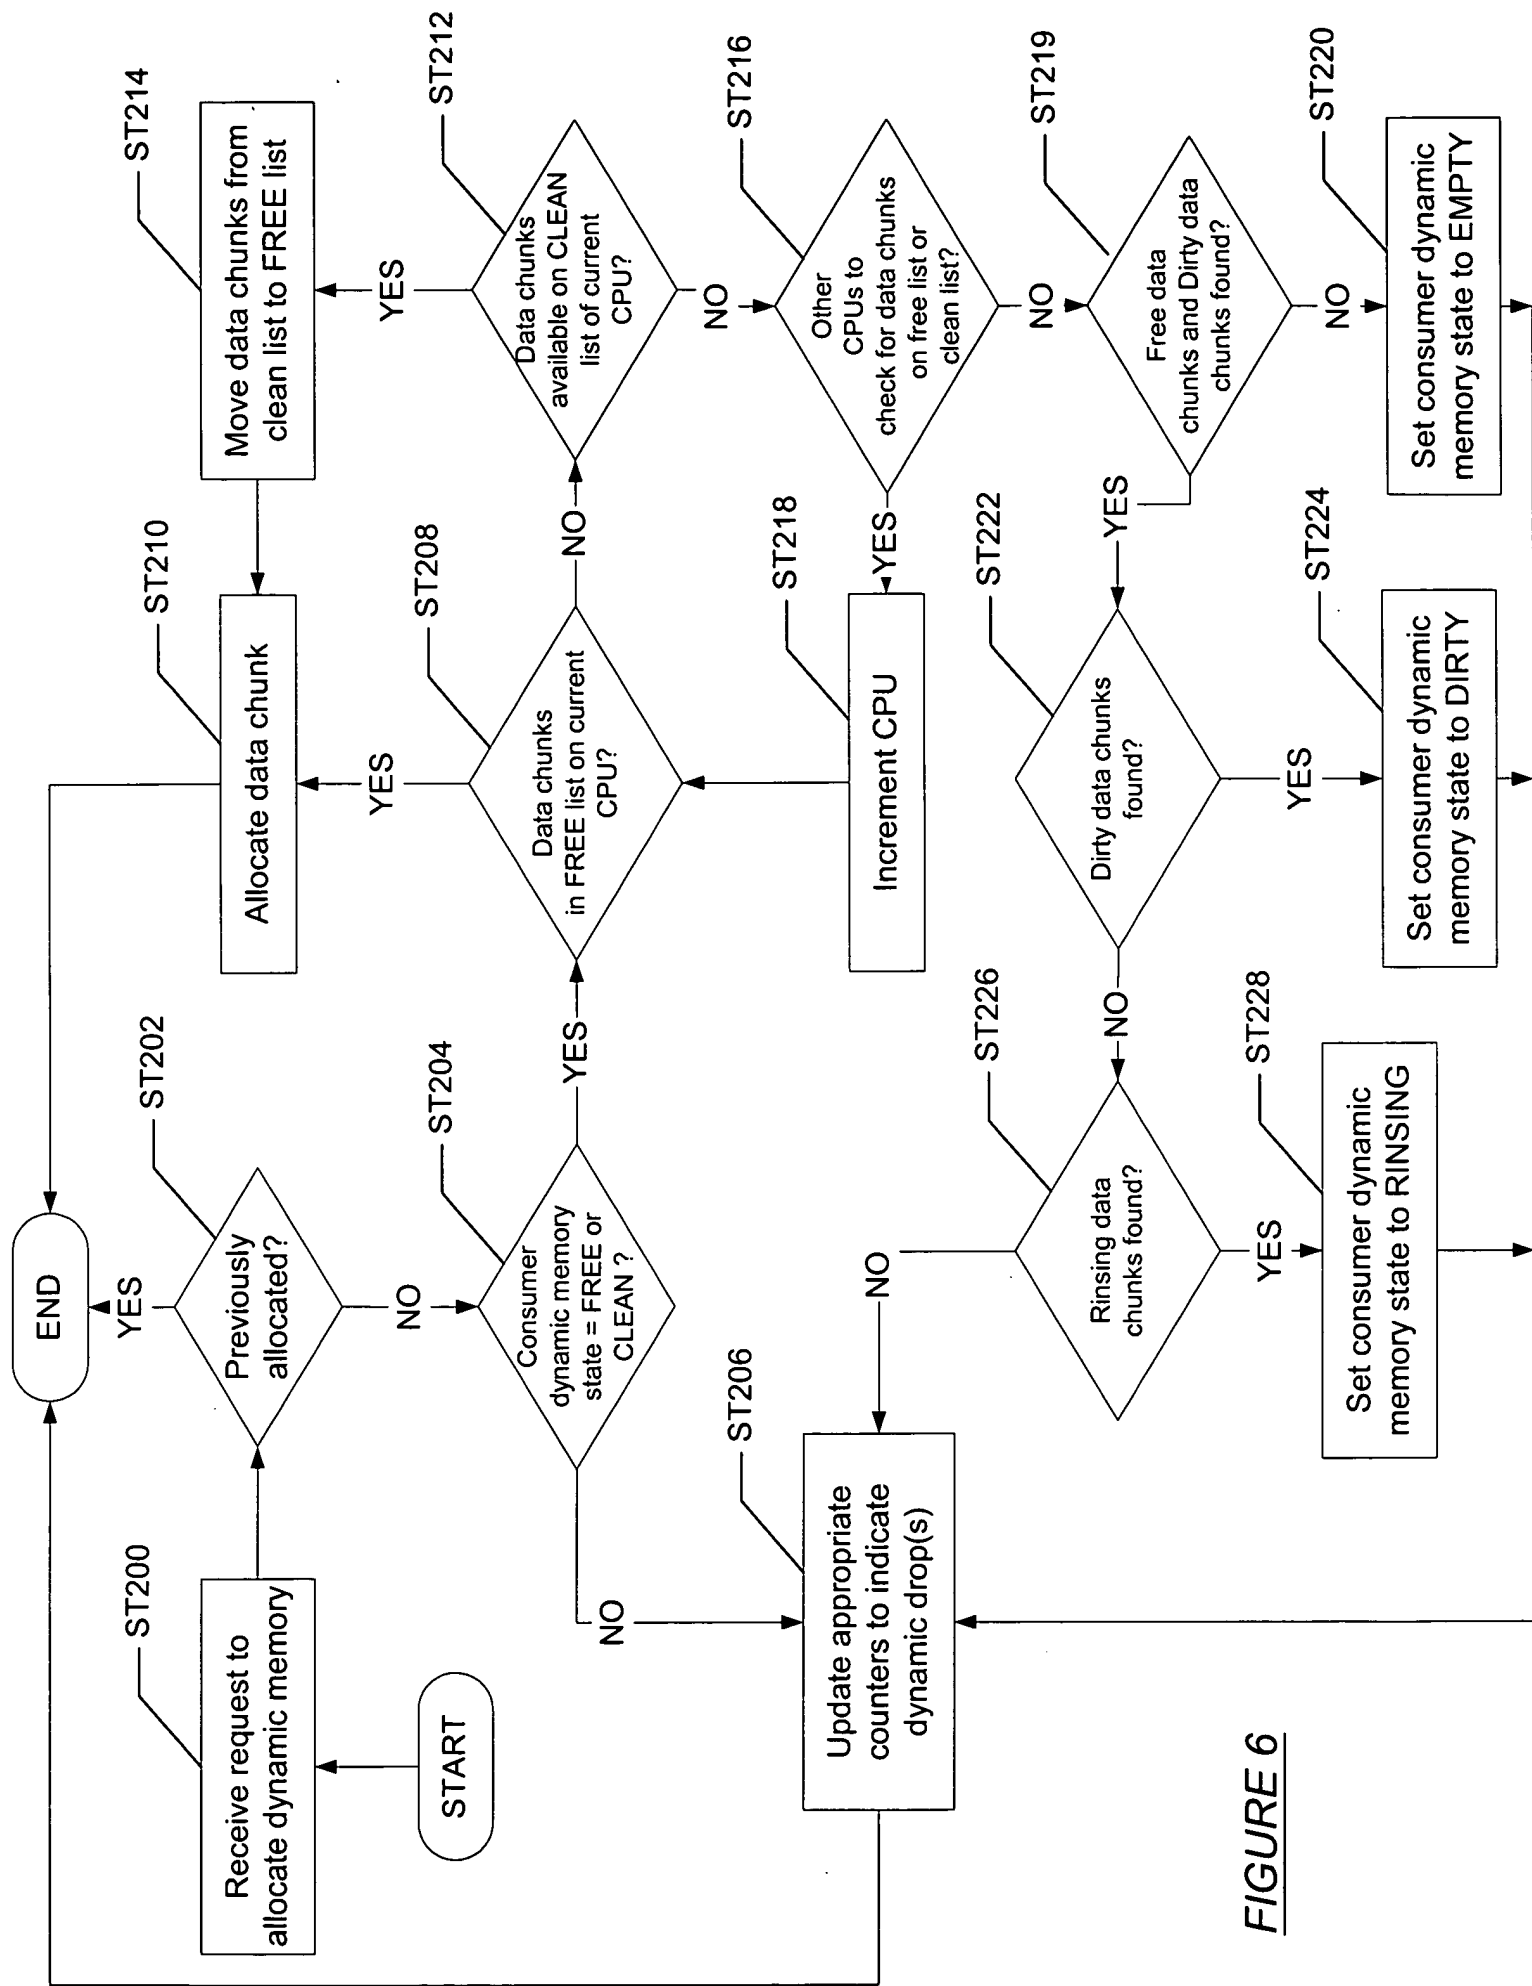 START
ST200
Receive request to
allocate dynamic memory
ST202
Previously
allocated?
YES
END
NO
ST204
Consumer
dynamic memory
state = FREE or
CLEAN ?
NO
YES
ST206
Update appropriate
counters to indicate
dynamic drop(s)
ST208
Data chunks
in FREE list on current
CPU?
YES
NO
ST210
Allocate data chunk
ST212
Data chunks
available on CLEAN
list of current
CPU?
YES
NO
ST214
Move data chunks from
clean list to FREE list
ST216
Other
CPUs to
check for data chunks
on free list or
clean list?
YES
NO
ST218
Increment CPU
ST219
Free data
chunks and Dirty data
chunks found?
YES
NO
ST220
Set consumer dynamic
memory state to EMPTY
ST222
Dirty data chunks
found?
YES
NO
ST224
Set consumer dynamic
memory state to DIRTY
ST226
Rinsing data
chunks found?
NO
YES
ST228
Set consumer dynamic
memory state to RINSING
FIGURE 6